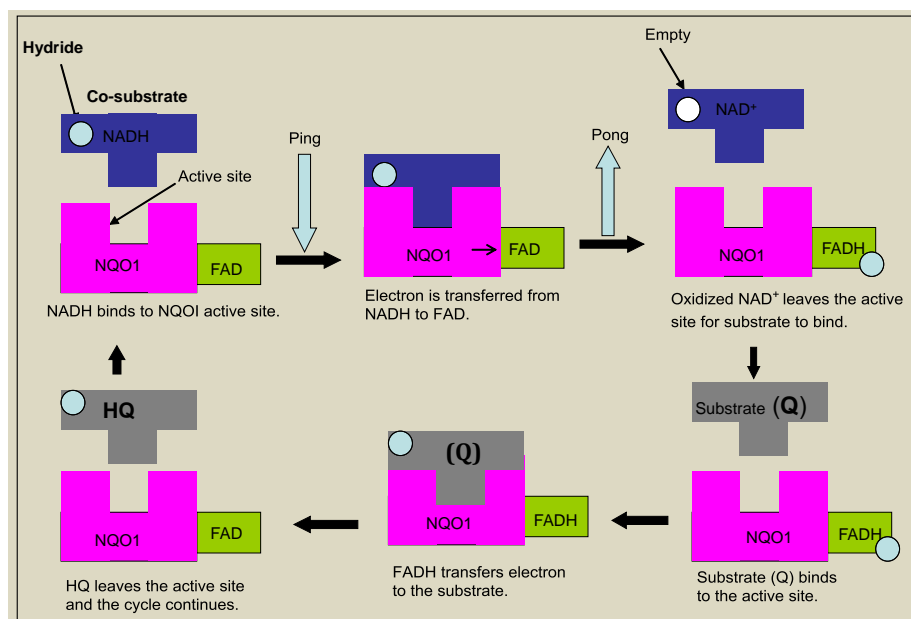 Hydride
Co-substrate
NADH
Active site
NQO1
FAD
NADH binds to NQOI active site.
Ping
NQO1
FAD
Electron is transferred from
NADH to FAD.
Pong
Empty
NAD⁺
NQO1
FADH
Oxidized NAD⁺ leaves the active
site for substrate to bind.
Substrate (Q)
NQO1
FADH
Substrate (Q) binds
to the active site.
(Q)
NQO1
FADH
FADH transfers electron
to the substrate.
HQ
NQO1
FAD
HQ leaves the active site
and the cycle continues.